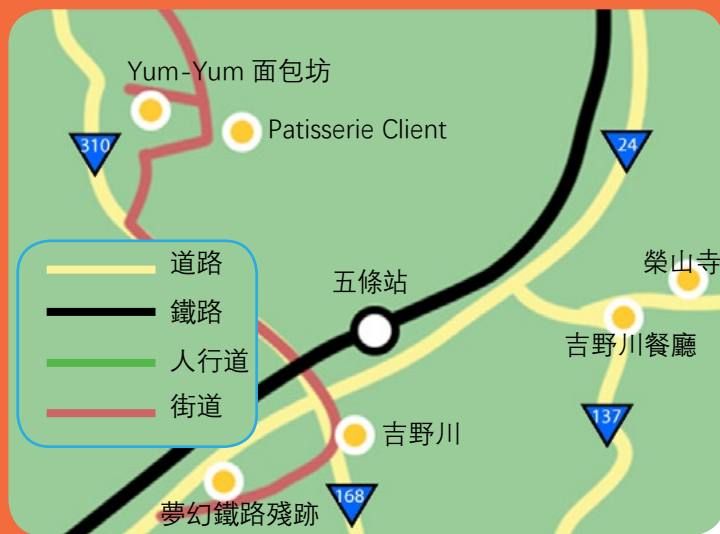 Yum-Yum 面包坊
Patisserie Client
310
24
道路
鐵路
人行道
街道
五條站
榮山寺
吉野川餐廳
137
吉野川
168
夢幻鐵路殘跡